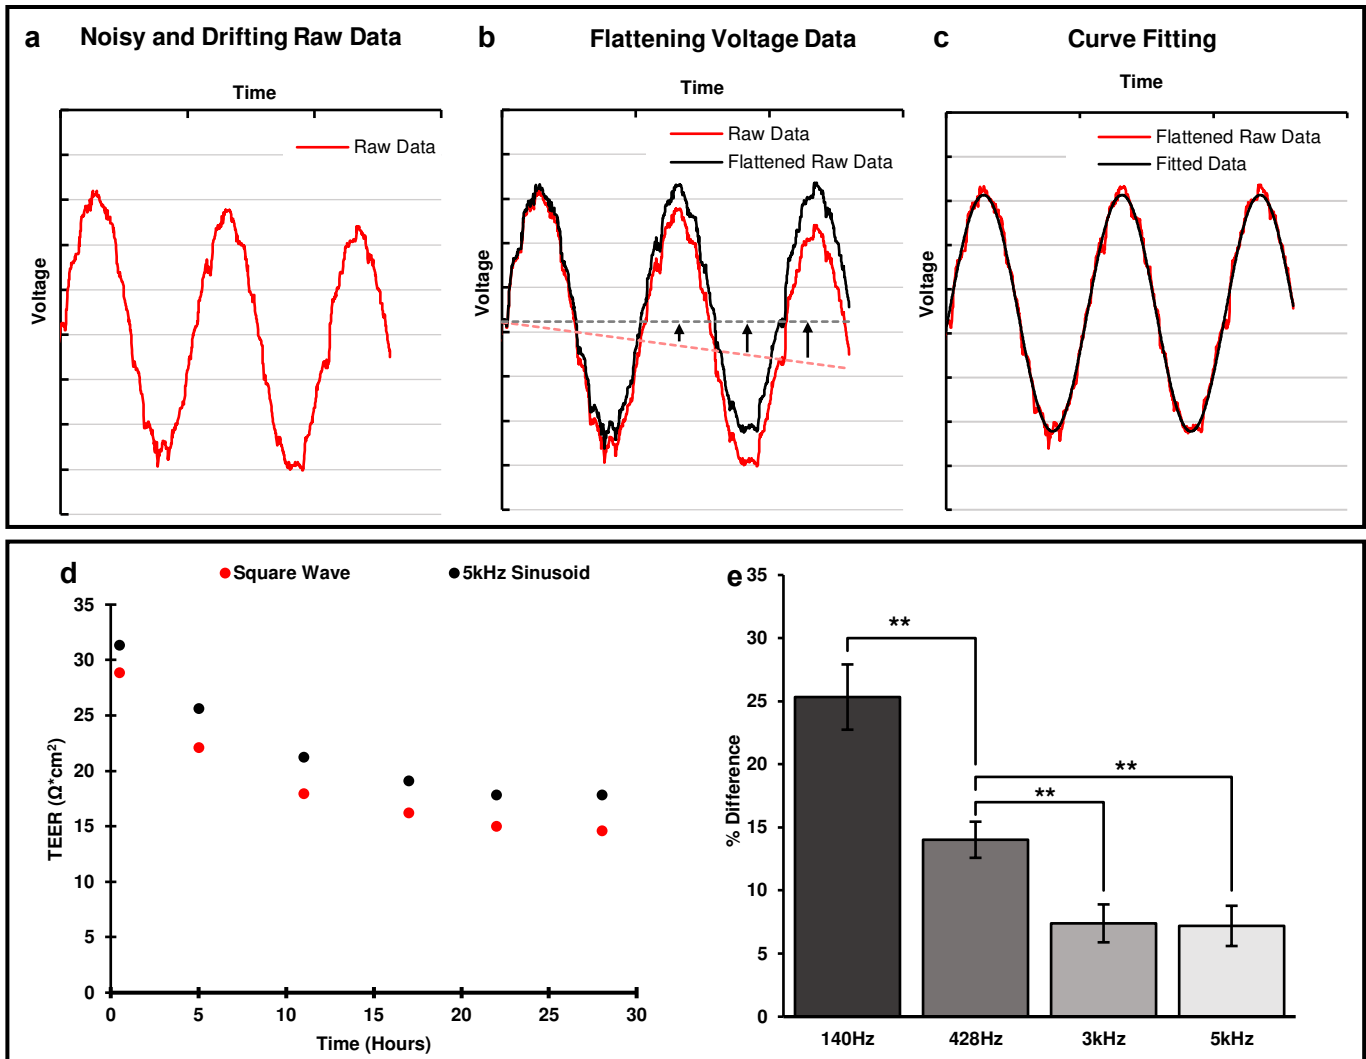 a Noisy and Drifting Raw Data
Time
Raw Data
Voltage
b Flattening Voltage Data
Time
Raw Data
Flattened Raw Data
Voltage
c Curve Fitting
Time
Flattened Raw Data
Fitted Data
Voltage
d
Square Wave 5kHz Sinusoid
35
30
25
20
15
10
5
0
TEER (Ω*cm²)
0 5 10 15 20 25 30
Time (Hours)
e
35
30
25
20
15
10
5
0
% Difference
**
**
**
140Hz 428Hz 3kHz 5kHz